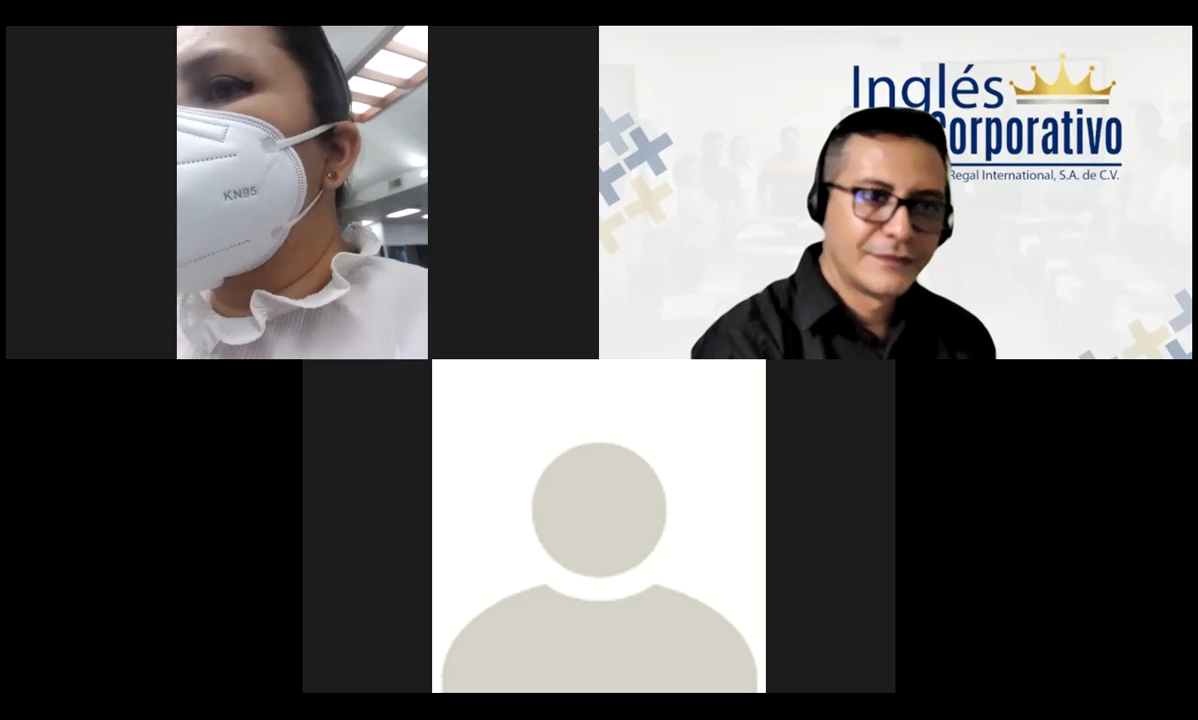 KN95
Inglés
Corporativo
Regal International, S.A. de C.V.